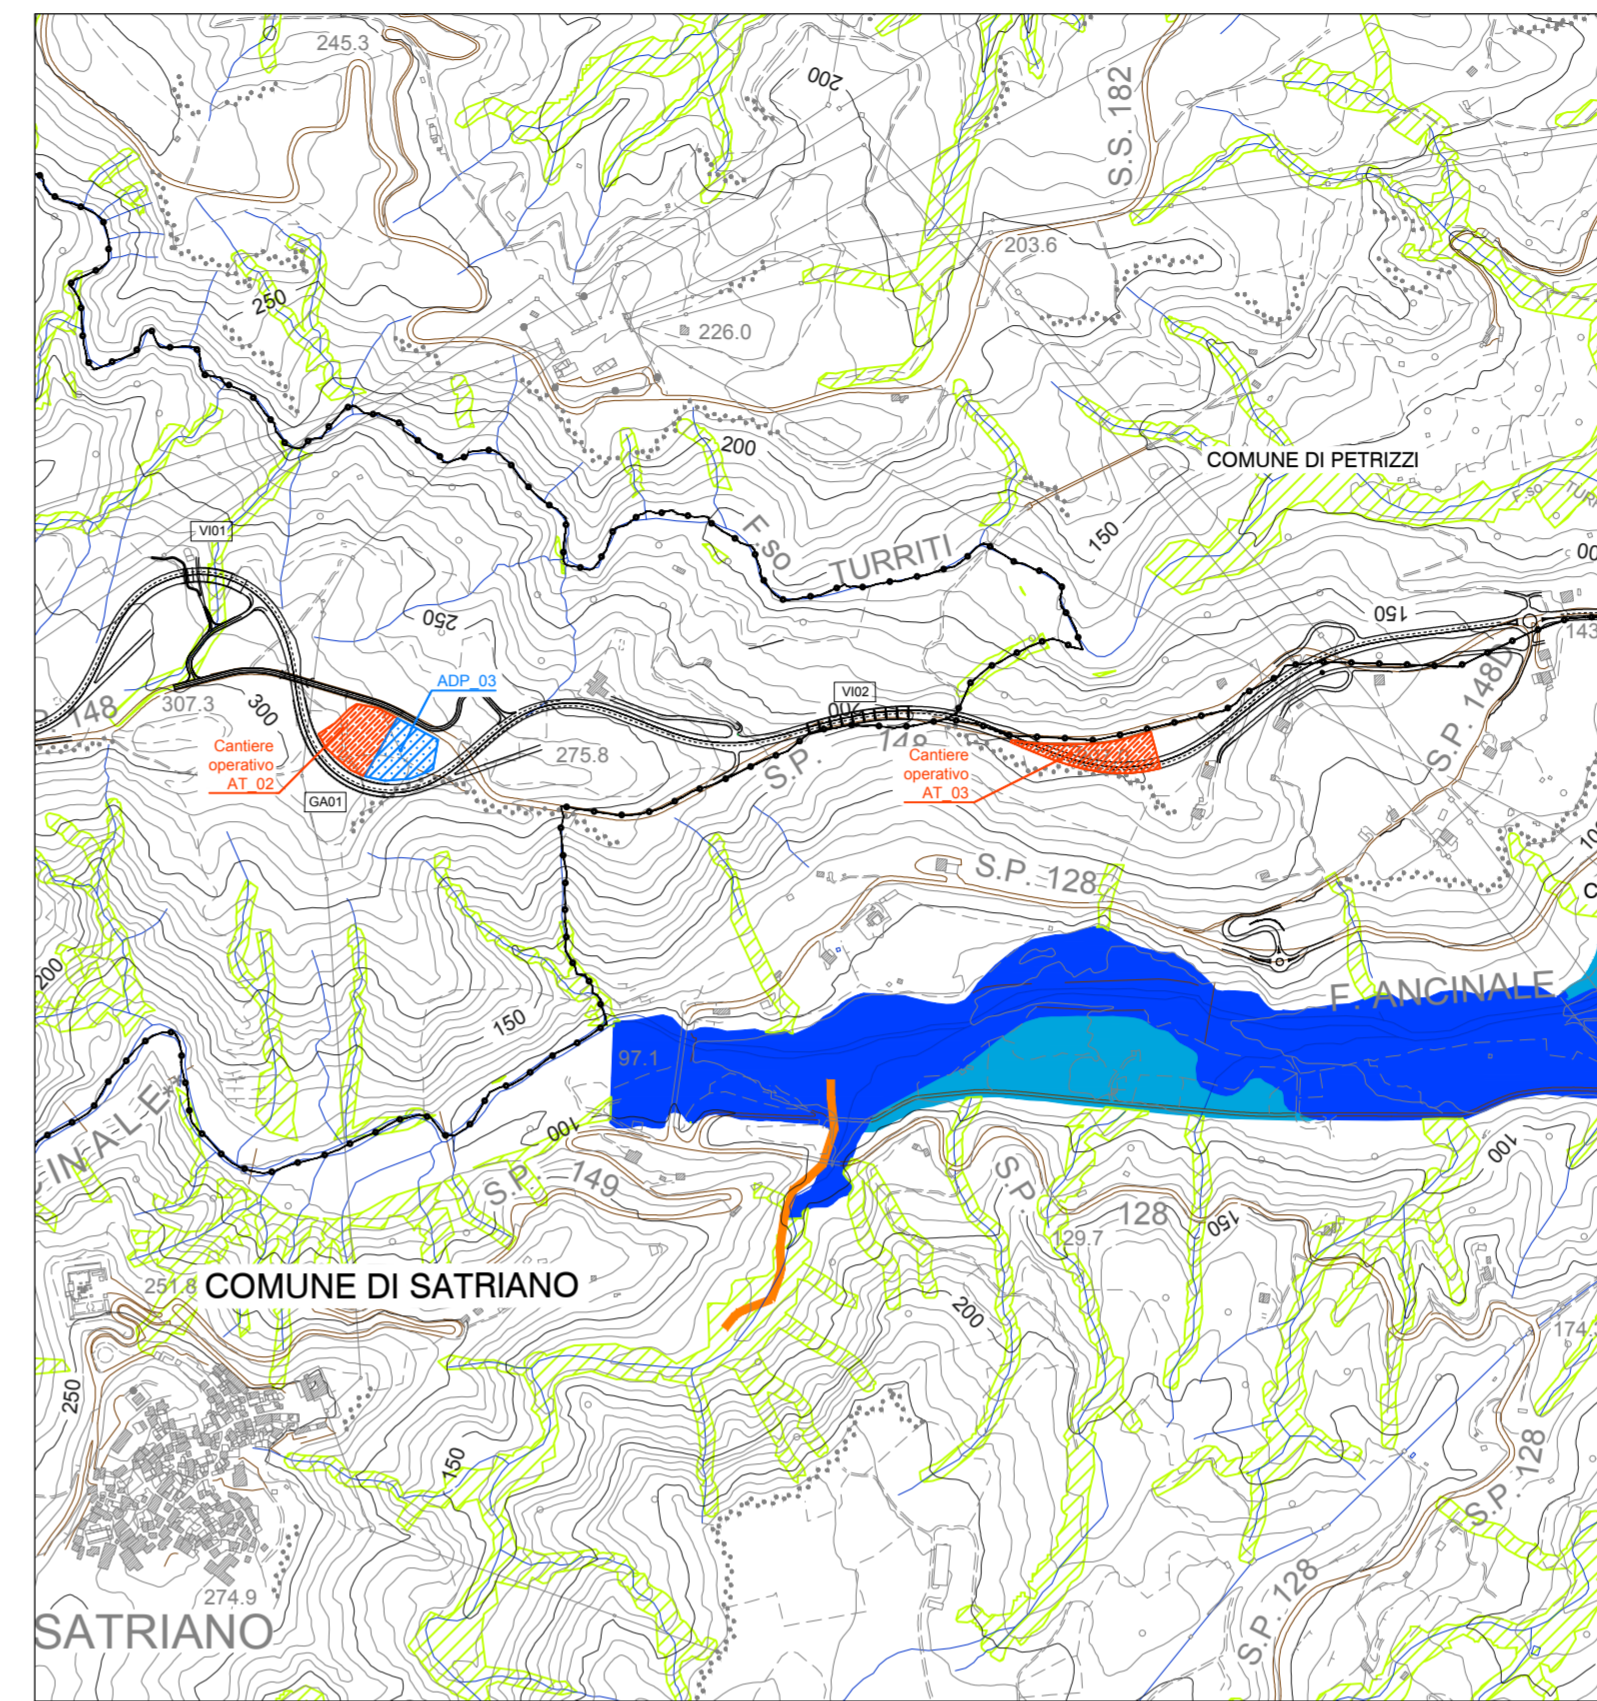 245.3
200
S.S. 182
203.6
250
226.0
200
COMUNE DI PETRIZZI
F.so
VI01
F.so
TURRITI
150
150
250
ADP_03
VI02
307.3
300
148
200
148
275.8
S.P.
S.P. 148D
Cantiere
operativo
AT_02
Cantiere
operativo
AT_03
GA01
S.P. 128
200
F. ANCINALE
150
97.1
100
100
S.P. 149
S.P. 128
150
129.7
251.8
COMUNE DI SATRIANO
200
250
150
S.P. 128
274.9
SATRIANO
S.P. 128